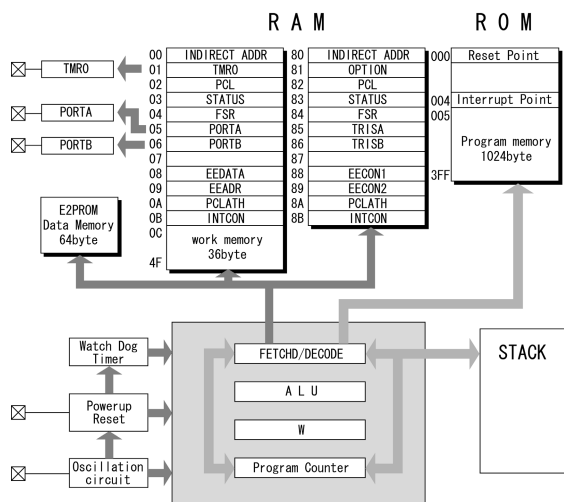 RAM
ROM
00 INDIRECT ADDR
01 TMRO
02 PCL
03 STATUS
04 FSR
05 PORTA
06 PORTB
07
08 EEDATA
09 EEADR
0A PCLATH
0B INTCON
0C
work memory
36byte
4F
80 INDIRECT ADDR
81 OPTION
82 PCL
83 STATUS
84 FSR
85 TRISA
86 TRISB
87
88 EECON1
89 EECON2
8A PCLATH
8B INTCON
000 Reset Point
004 Interrupt Point
005
Program memory
1024byte
3FF
TMRO
PORTA
PORTB
E2PROM
Data Memory
64byte
Watch Dog
Timer
Powerup
Reset
Oscillation
circuit
FETCHD/DECODE
ALU
W
Program Counter
STACK